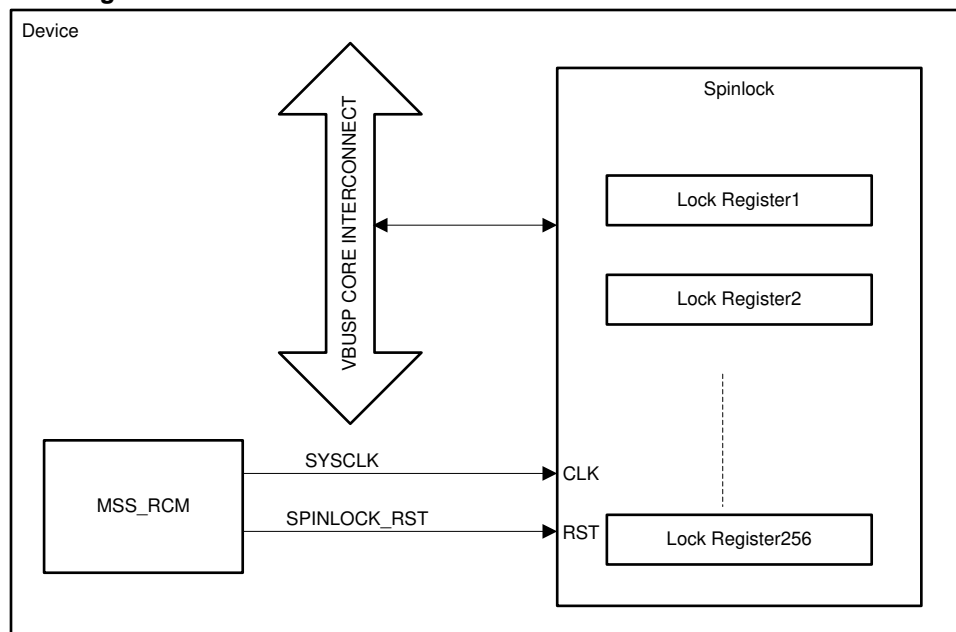 Device
Spinlock
VBUSP CORE INTERCONNECT
Lock Register1
Lock Register2
SYSCLK
CLK
MSS_RCM
SPINLOCK_RST
RST
Lock Register256